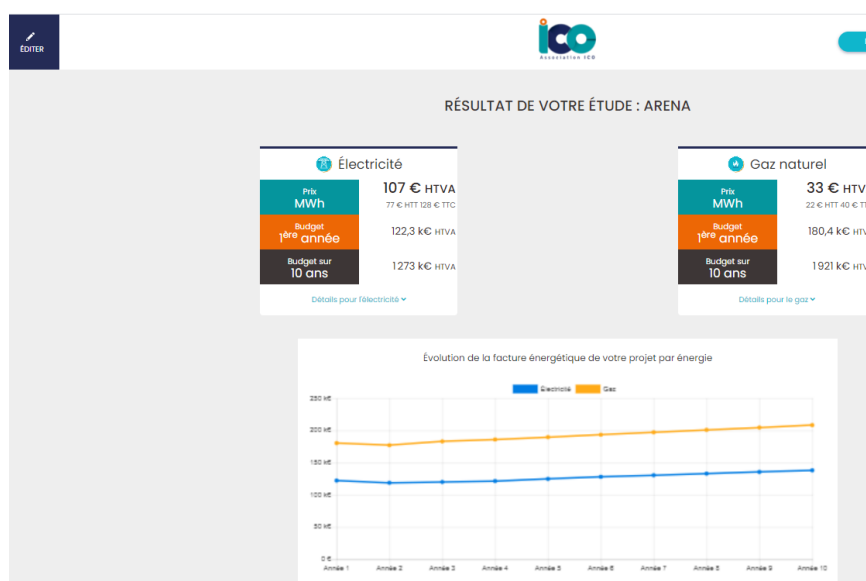 ÉDITER
ico
Association ICO
RÉSULTAT DE VOTRE ÉTUDE : ARENA
Électricité
Prix
MWh
107 € HTVA
77 € HTT 128 € TTC
Budget
1ère année
122,3 k€ HTVA
Budget sur
10 ans
1 273 k€ HTVA
Détails pour l'électricité
Gaz naturel
Prix
MWh
33 € HTV
22 € HTT 40 € T
Budget
1ère année
180,4 k€ HTV
Budget sur
10 ans
1 921 k€ HTV
Détails pour le gaz
Évolution de la facture énergétique de votre projet par énergie
Électricité Gaz
250 k€
200 k€
150 k€
100 k€
50 k€
0 €
Année 1 Année 2 Année 3 Année 4 Année 5 Année 6 Année 7 Année 8 Année 9 Année 10